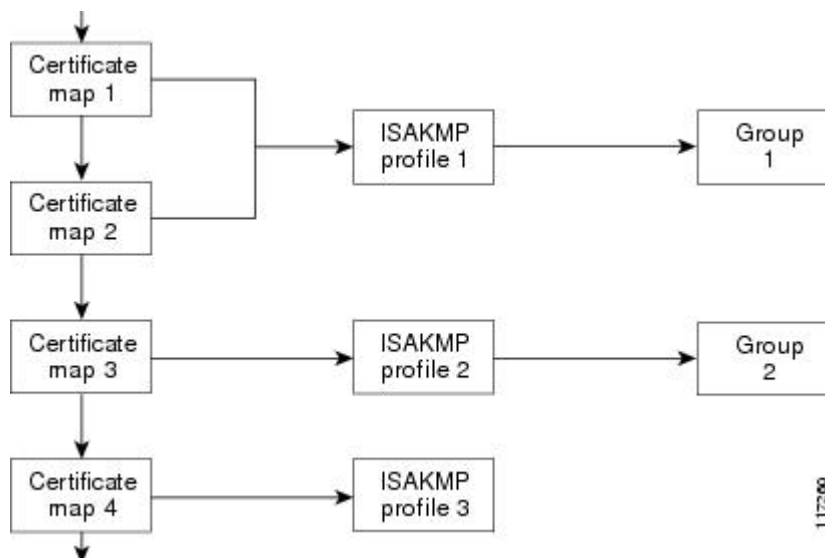 Certificate
map 1
ISAKMP
profile 1
Group
1
Certificate
map 2
Certificate
map 3
ISAKMP
profile 2
Group
2
Certificate
map 4
ISAKMP
profile 3